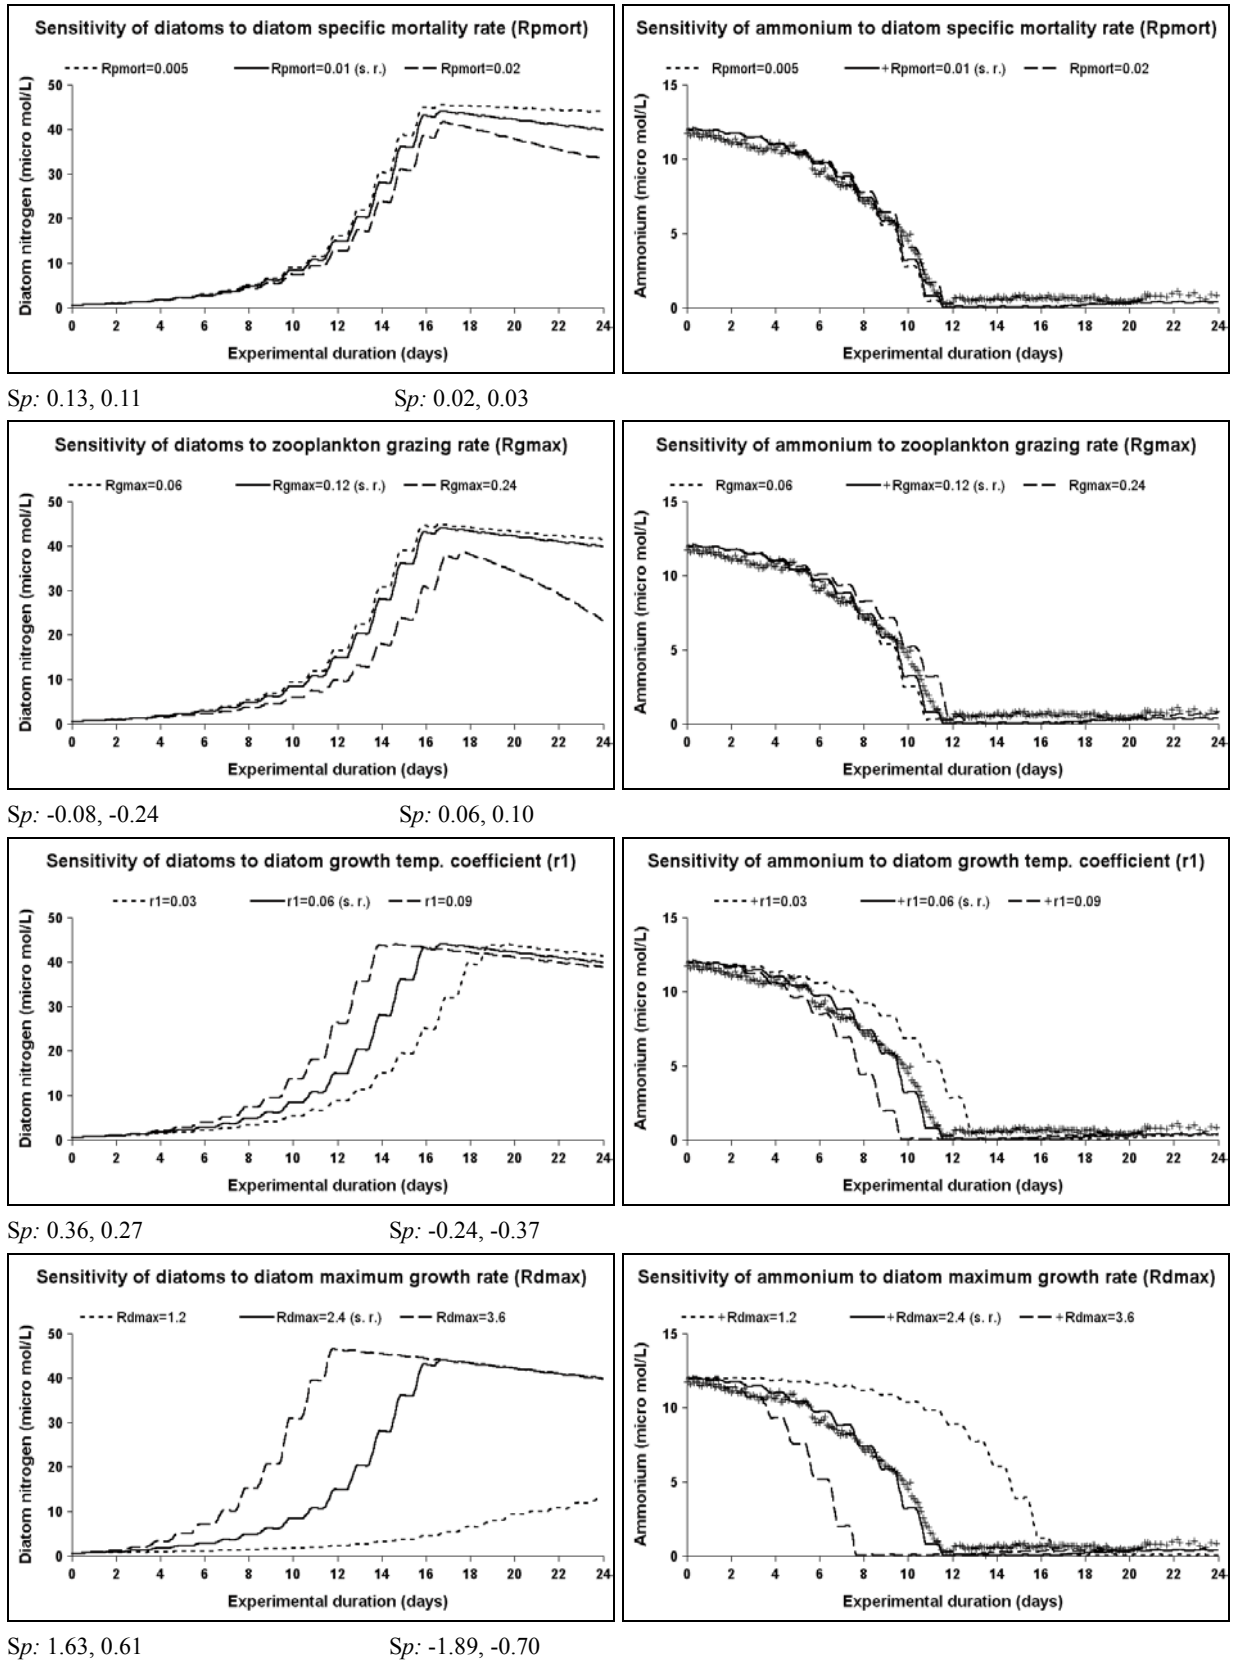 Sensitivity of diatoms to diatom specific mortality rate (Rpmort)
Rpmort=0.005 Rpmort=0.01 (s. r.) Rpmort=0.02
Diatom nitrogen (micro mol/L)
50
40
30
20
10
0
0 2 4 6 8 10 12 14 16 18 20 22 24
Experimental duration (days)
Sensitivity of ammonium to diatom specific mortality rate (Rpmort)
Rpmort=0.005 +Rpmort=0.01 (s. r.) Rpmort=0.02
Ammonium (micro mol/L)
15
10
5
0
0 2 4 6 8 10 12 14 16 18 20 22 24
Experimental duration (days)
Sp: 0.13, 0.11 Sp: 0.02, 0.03
Sensitivity of diatoms to zooplankton grazing rate (Rgmax)
Rgmax=0.06 Rgmax=0.12 (s. r.) Rgmax=0.24
Diatom nitrogen (micro mol/L)
50
40
30
20
10
0
0 2 4 6 8 10 12 14 16 18 20 22 24
Experimental duration (days)
Sensitivity of ammonium to zooplankton grazing rate (Rgmax)
Rgmax=0.06 +Rgmax=0.12 (s. r.) Rgmax=0.24
Ammonium (micro mol/L)
15
10
5
0
0 2 4 6 8 10 12 14 16 18 20 22 24
Experimental duration (days)
Sp: -0.08, -0.24 Sp: 0.06, 0.10
Sensitivity of diatoms to diatom growth temp. coefficient (r1)
r1=0.03 r1=0.06 (s. r.) r1=0.09
Diatom nitrogen (micro mol/L)
50
40
30
20
10
0
0 2 4 6 8 10 12 14 16 18 20 22 24
Experimental duration (days)
Sensitivity of ammonium to diatom growth temp. coefficient (r1)
+r1=0.03 +r1=0.06 (s. r.) +r1=0.09
Ammonium (micro mol/L)
15
10
5
0
0 2 4 6 8 10 12 14 16 18 20 22 24
Experimental duration (days)
Sp: 0.36, 0.27 Sp: -0.24, -0.37
Sensitivity of diatoms to diatom maximum growth rate (Rdmax)
Rdmax=1.2 Rdmax=2.4 (s. r.) Rdmax=3.6
Diatom nitrogen (micro mol/L)
50
40
30
20
10
0
0 2 4 6 8 10 12 14 16 18 20 22 24
Experimental duration (days)
Sensitivity of ammonium to diatom maximum growth rate (Rdmax)
+Rdmax=1.2 +Rdmax=2.4 (s. r.) +Rdmax=3.6
Ammonium (micro mol/L)
15
10
5
0
0 2 4 6 8 10 12 14 16 18 20 22 24
Experimental duration (days)
Sp: 1.63, 0.61 Sp: -1.89, -0.70